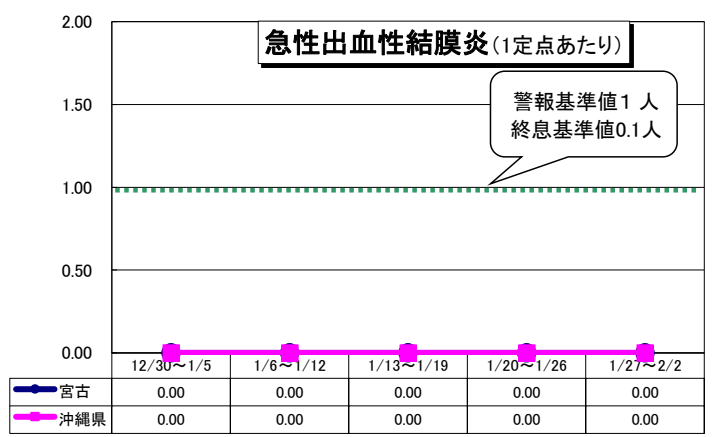 急性出血性結膜炎(1定点あたり)
警報基準値1 人
終息基準値0.1人
2.00
1.50
1.00
0.50
0.00
12/30～1/5 1/6～1/12 1/13～1/19 1/20～1/26 1/27～2/2
宮古 0.00 0.00 0.00 0.00 0.00
沖縄県 0.00 0.00 0.00 0.00 0.00